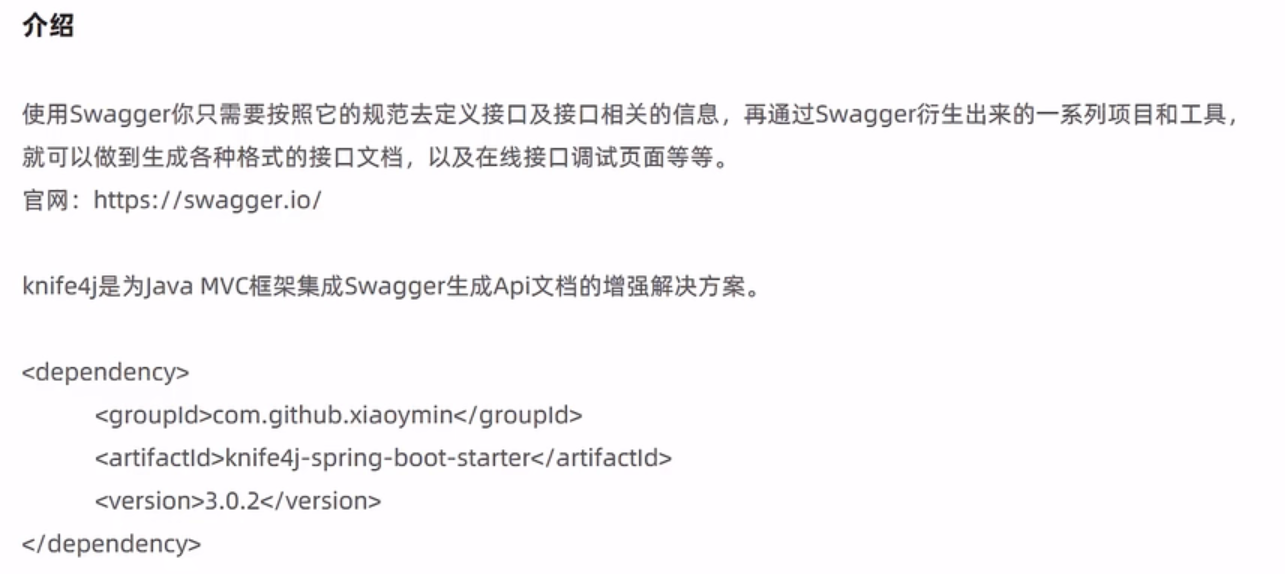 介绍
使用Swagger你只需要按照它的规范去定义接口及接口相关的信息，再通过Swagger衍生出来的一系列项目和工具，
就可以做到生成各种格式的接口文档，以及在线接口调试页面等等。
官网：https://swagger.io/
knife4j是为Java MVC框架集成Swagger生成Api文档的增强解决方案。
<dependency>
<groupId>com.github.xiaoymin</groupId>
<artifactId>knife4j-spring-boot-starter</artifactId>
<version>3.0.2</version>
</dependency>